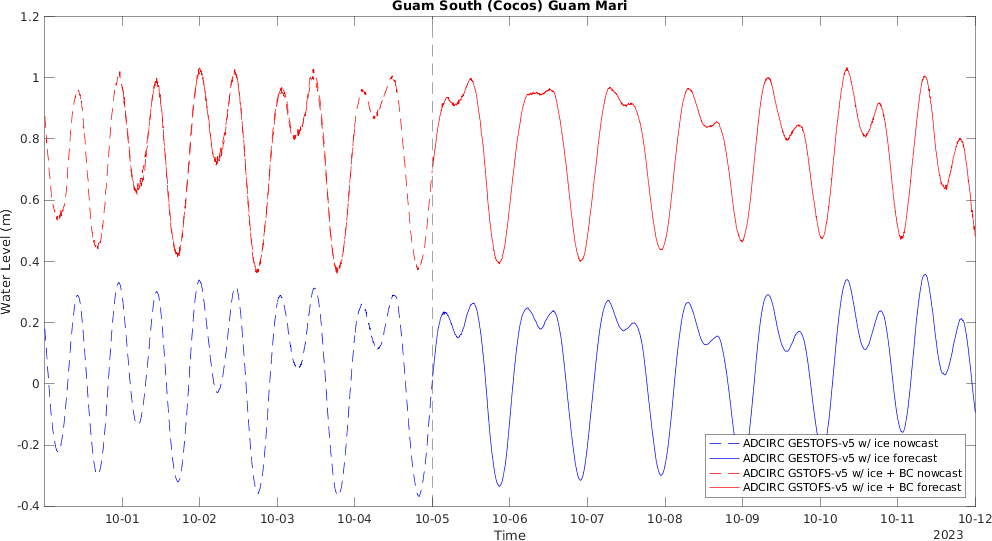 Guam South (Cocos) Guam Mari
1.2
1
0.8
0.6
0.4
0.2
0
-0.2
-0.4
Water Level (m)
ADCIRC GESTOFS-v5 w/ ice nowcast
ADCIRC GESTOFS-v5 w/ ice forecast
ADCIRC GSTOFS-v5 w/ ice + BC nowcast
ADCIRC GSTOFS-v5 w/ ice + BC forecast
10-01 10-02 10-03 10-04 10-05 10-06 10-07 10-08 10-09 10-10 10-11 10-12
Time
2023